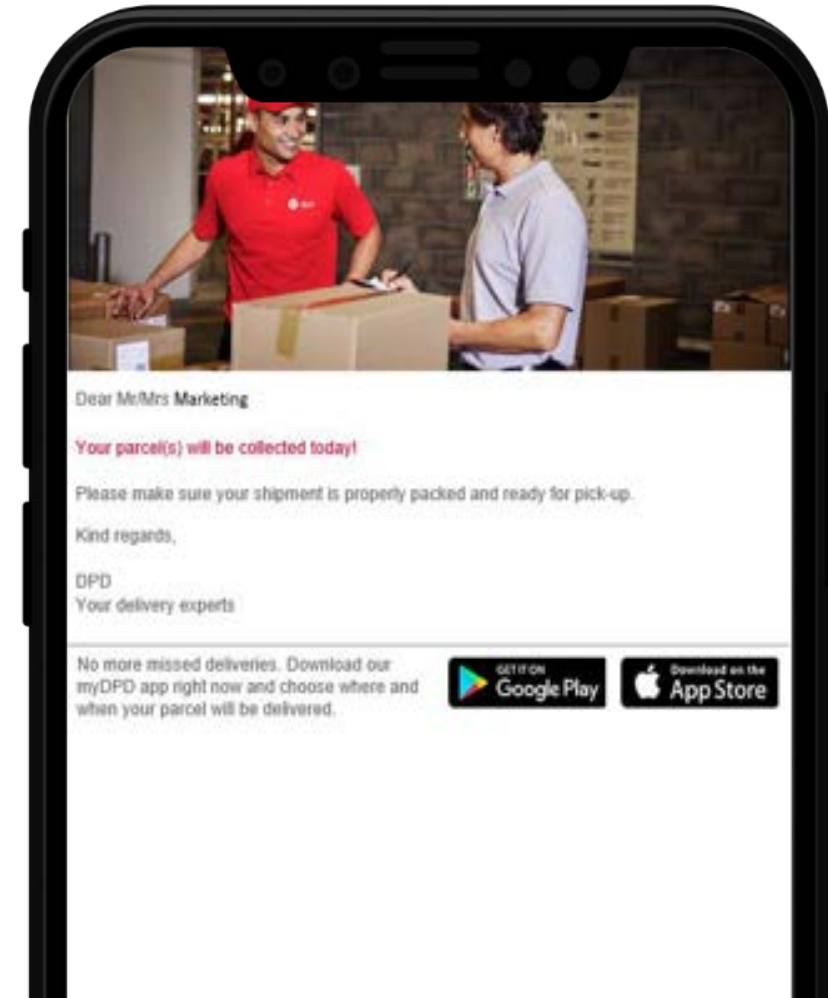 Dear Mr/Mrs Marketing
Your parcel(s) will be collected today!
Please make sure your shipment is properly packed and ready for pick-up.
Kind regards,
DPD
Your delivery experts
No more missed deliveries. Download our
myDPD app right now and choose where and
when your parcel will be delivered.
GET IT ON
Google Play
Download on the
App Store